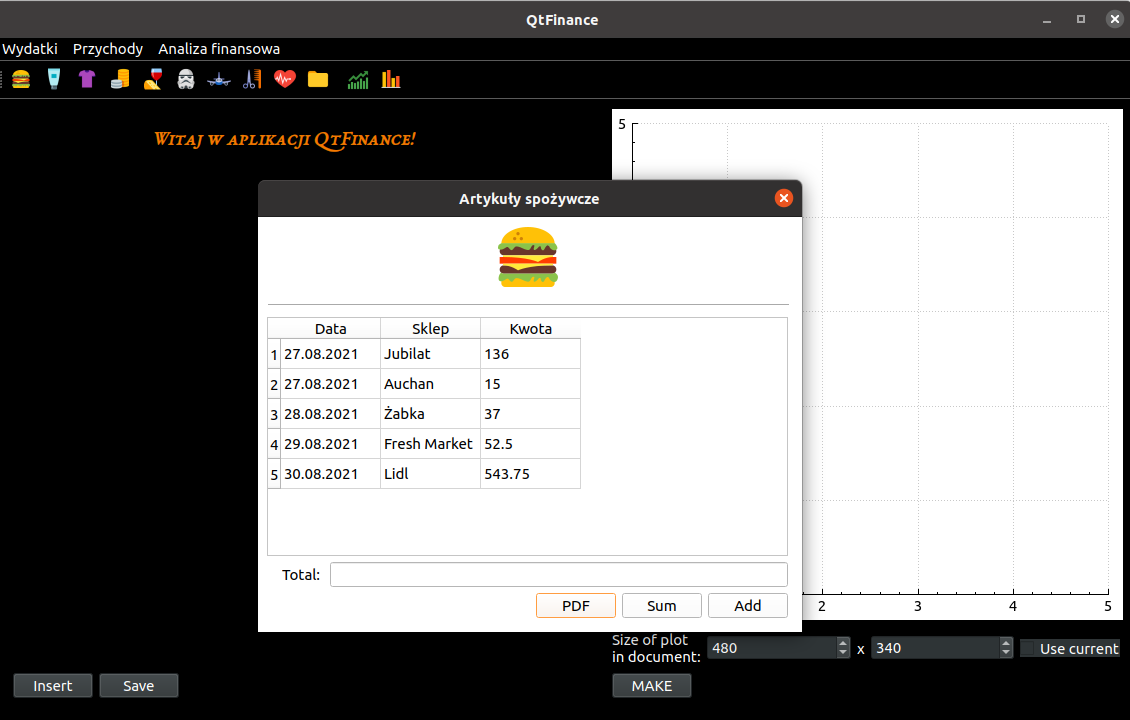 QtFinance
Wydatki Przychody Analiza finansowa
Witaj w aplikacji QtFinance!
5
Artykuły spożywcze
Data Sklep Kwota
1 27.08.2021 Jubilat 136
2 27.08.2021 Auchan 15
3 28.08.2021 Żabka 37
4 29.08.2021 Fresh Market 52.5
5 30.08.2021 Lidl 543.75
Total:
PDF Sum Add
2 3 4 5
Size of plot
in document: 480 x 340 Use current
Insert Save MAKE